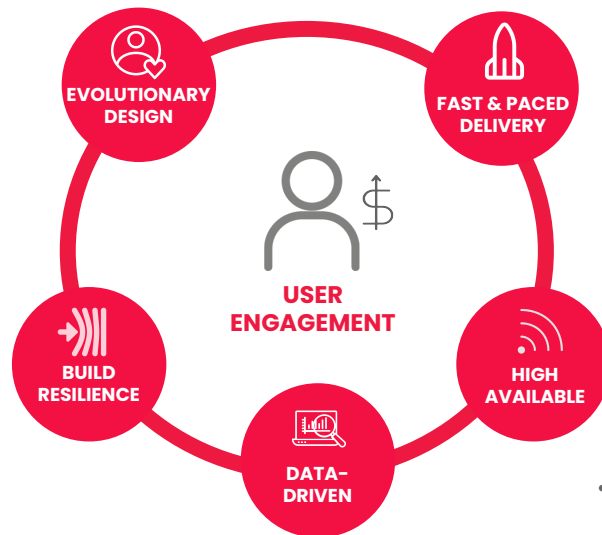 EVOLUTIONARY
DESIGN
FAST & PACED
DELIVERY
USER
ENGAGEMENT
BUILD
RESILIENCE
HIGH
AVAILABLE
DATA-
DRIVEN